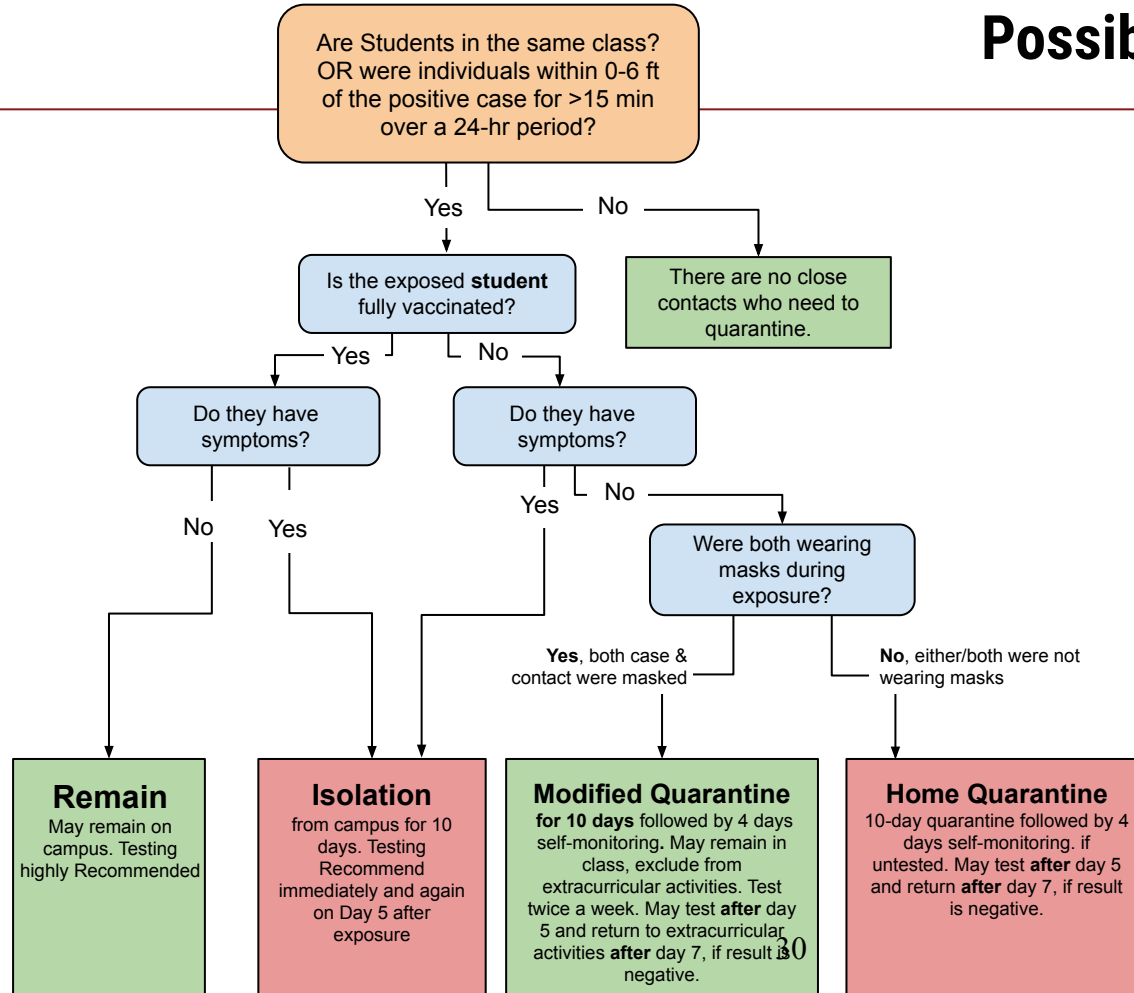 Possib
Are Students in the same class?
OR were individuals within 0-6 ft
of the positive case for >15 min
over a 24-hr period?
Yes
No
Is the exposed student
fully vaccinated?
There are no close
contacts who need to
quarantine.
Yes
No
Do they have
symptoms?
Do they have
symptoms?
No
Yes
Yes
No
Were both wearing
masks during
exposure?
Yes, both case &
contact were masked
No, either/both were not
wearing masks
Remain
May remain on
campus. Testing
highly Recommended
Isolation
from campus for 10
days. Testing
Recommend
immediately and again
on Day 5 after
exposure
Modified Quarantine
for 10 days followed by 4 days
self-monitoring. May remain in
class, exclude from
extracurricular activities. Test
twice a week. May test after day
5 and return to extracurricular
activities after day 7, if result is
negative.
30
Home Quarantine
10-day quarantine followed by 4
days self-monitoring. if
untested. May test after day 5
and return after day 7, if result
is negative.